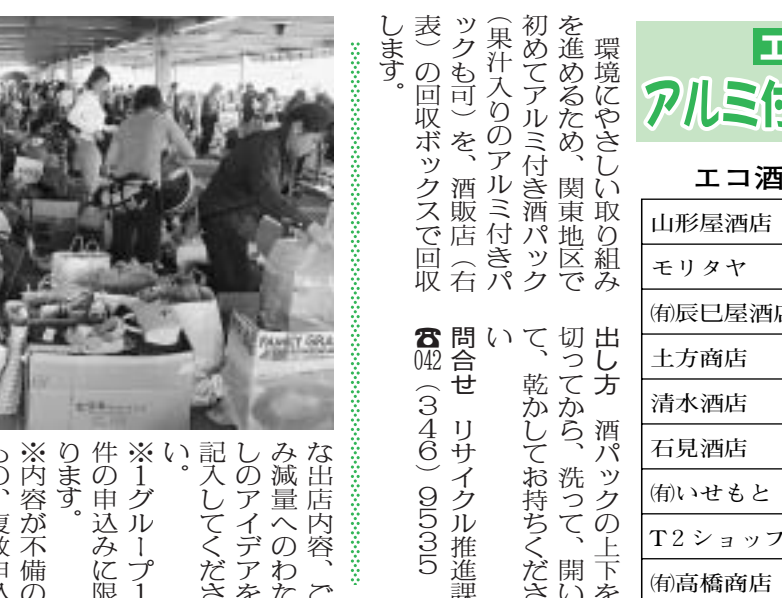 エ
アルミ付
エコ酒
山形屋酒店
モリタヤ
㈲辰巳屋酒店
土方商店
清水酒店
石見酒店
㈲いせもと
T2ショップ
㈲高橋商店
環境にやさしい取り組み
を進めるため、関東地区で
初めてアルミ付き酒パック
(果汁入りのアルミ付きパ
ックも可)を、酒販店(右
表)の回収ボックスで回収
します。
出し方 酒パックの上下を
切ってから、洗って、開い
て、乾かしてお持ちくださ
い
問合せ リサイクル推進課
☎042(346)9535
な出店内容、ご
み減量へのわた
しのアイデアを
記入してくださ
い。
※1グループ1
件の申込みに限
ります。
※内容が不備の
もの、複数申込